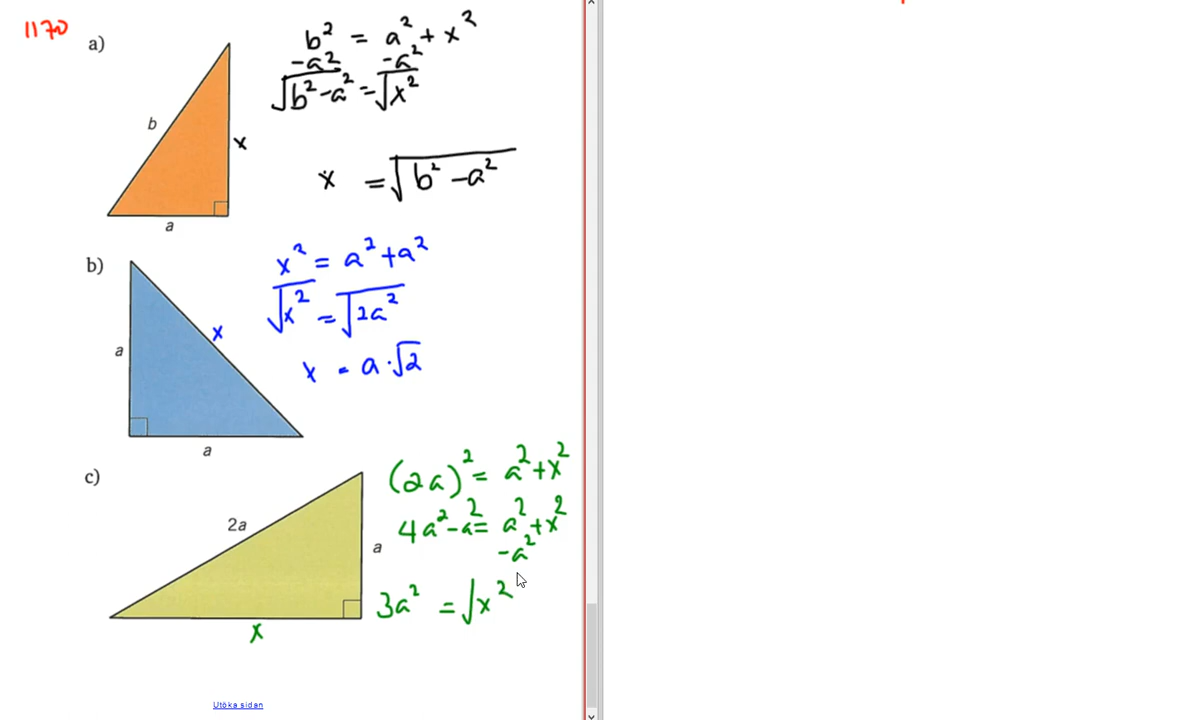 1170
a)
b² = a² + x²
-a² -a²
√b² - a² = √x²
b
x
x = √b² - a²
a
b)
x² = a² + a²
√x² = √2a²
x
a
x = a · √2
a
c)
(2a)² = a² + x²
2a
4a² - a² = a² + x²
a
-a²
3a² = √x²
x
Utöka sidan